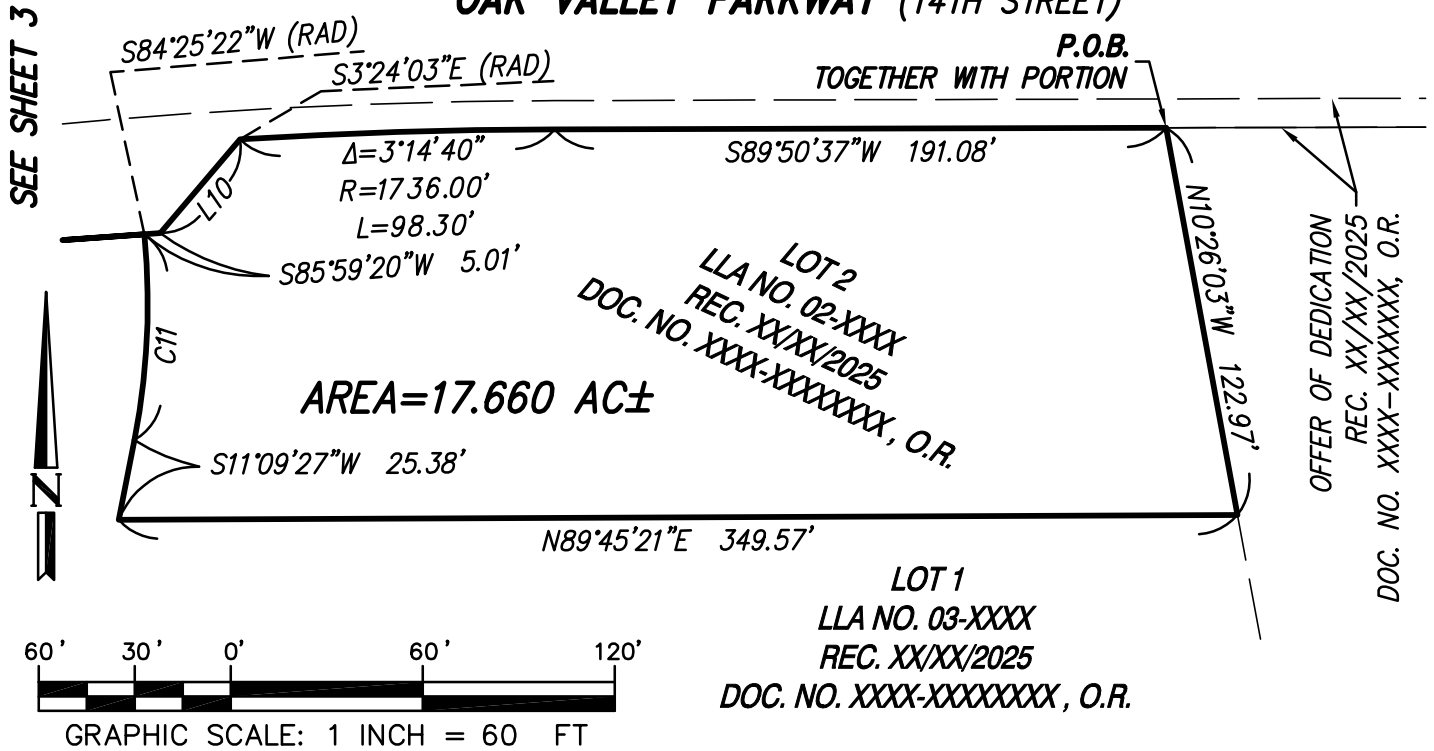 OAK VALLEY PARKWAY (14TH STREET)
SEE SHEET 3
S84°25'22"W (RAD)
S3°24'03"E (RAD)
P.O.B.
TOGETHER WITH PORTION
Δ=3°14'40"
R=1736.00'
L=98.30'
S89°50'37"W 191.08'
L10
S85°59'20"W 5.01'
N10°26'03"W 122.97'
OFFER OF DEDICATION
REC. XX/XX/2025
DOC. NO. XXXX-XXXXXXX, O.R.
LOT 2
LLA NO. 02-XXXX
REC. XX/XX/2025
DOC. NO. XXXX-XXXXXXXX , O.R.
C11
AREA=17.660 AC±
S11°09'27"W 25.38'
N
N89°45'21"E 349.57'
LOT 1
LLA NO. 03-XXXX
REC. XX/XX/2025
DOC. NO. XXXX-XXXXXXXX , O.R.
60' 30' 0' 60' 120'
GRAPHIC SCALE: 1 INCH = 60 FT